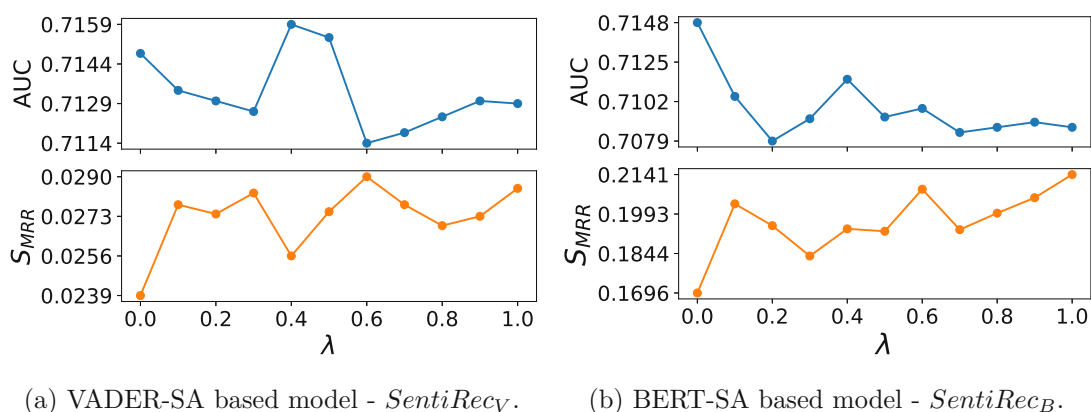 AUC
0.7159
0.7144
0.7129
0.7114
S_MRR
0.0290
0.0273
0.0256
0.0239
0.0 0.2 0.4 0.6 0.8 1.0
λ
(a) VADER-SA based model - SentiRec_V.
AUC
0.7148
0.7125
0.7102
0.7079
S_MRR
0.2141
0.1993
0.1844
0.1696
0.0 0.2 0.4 0.6 0.8 1.0
λ
(b) BERT-SA based model - SentiRec_B.